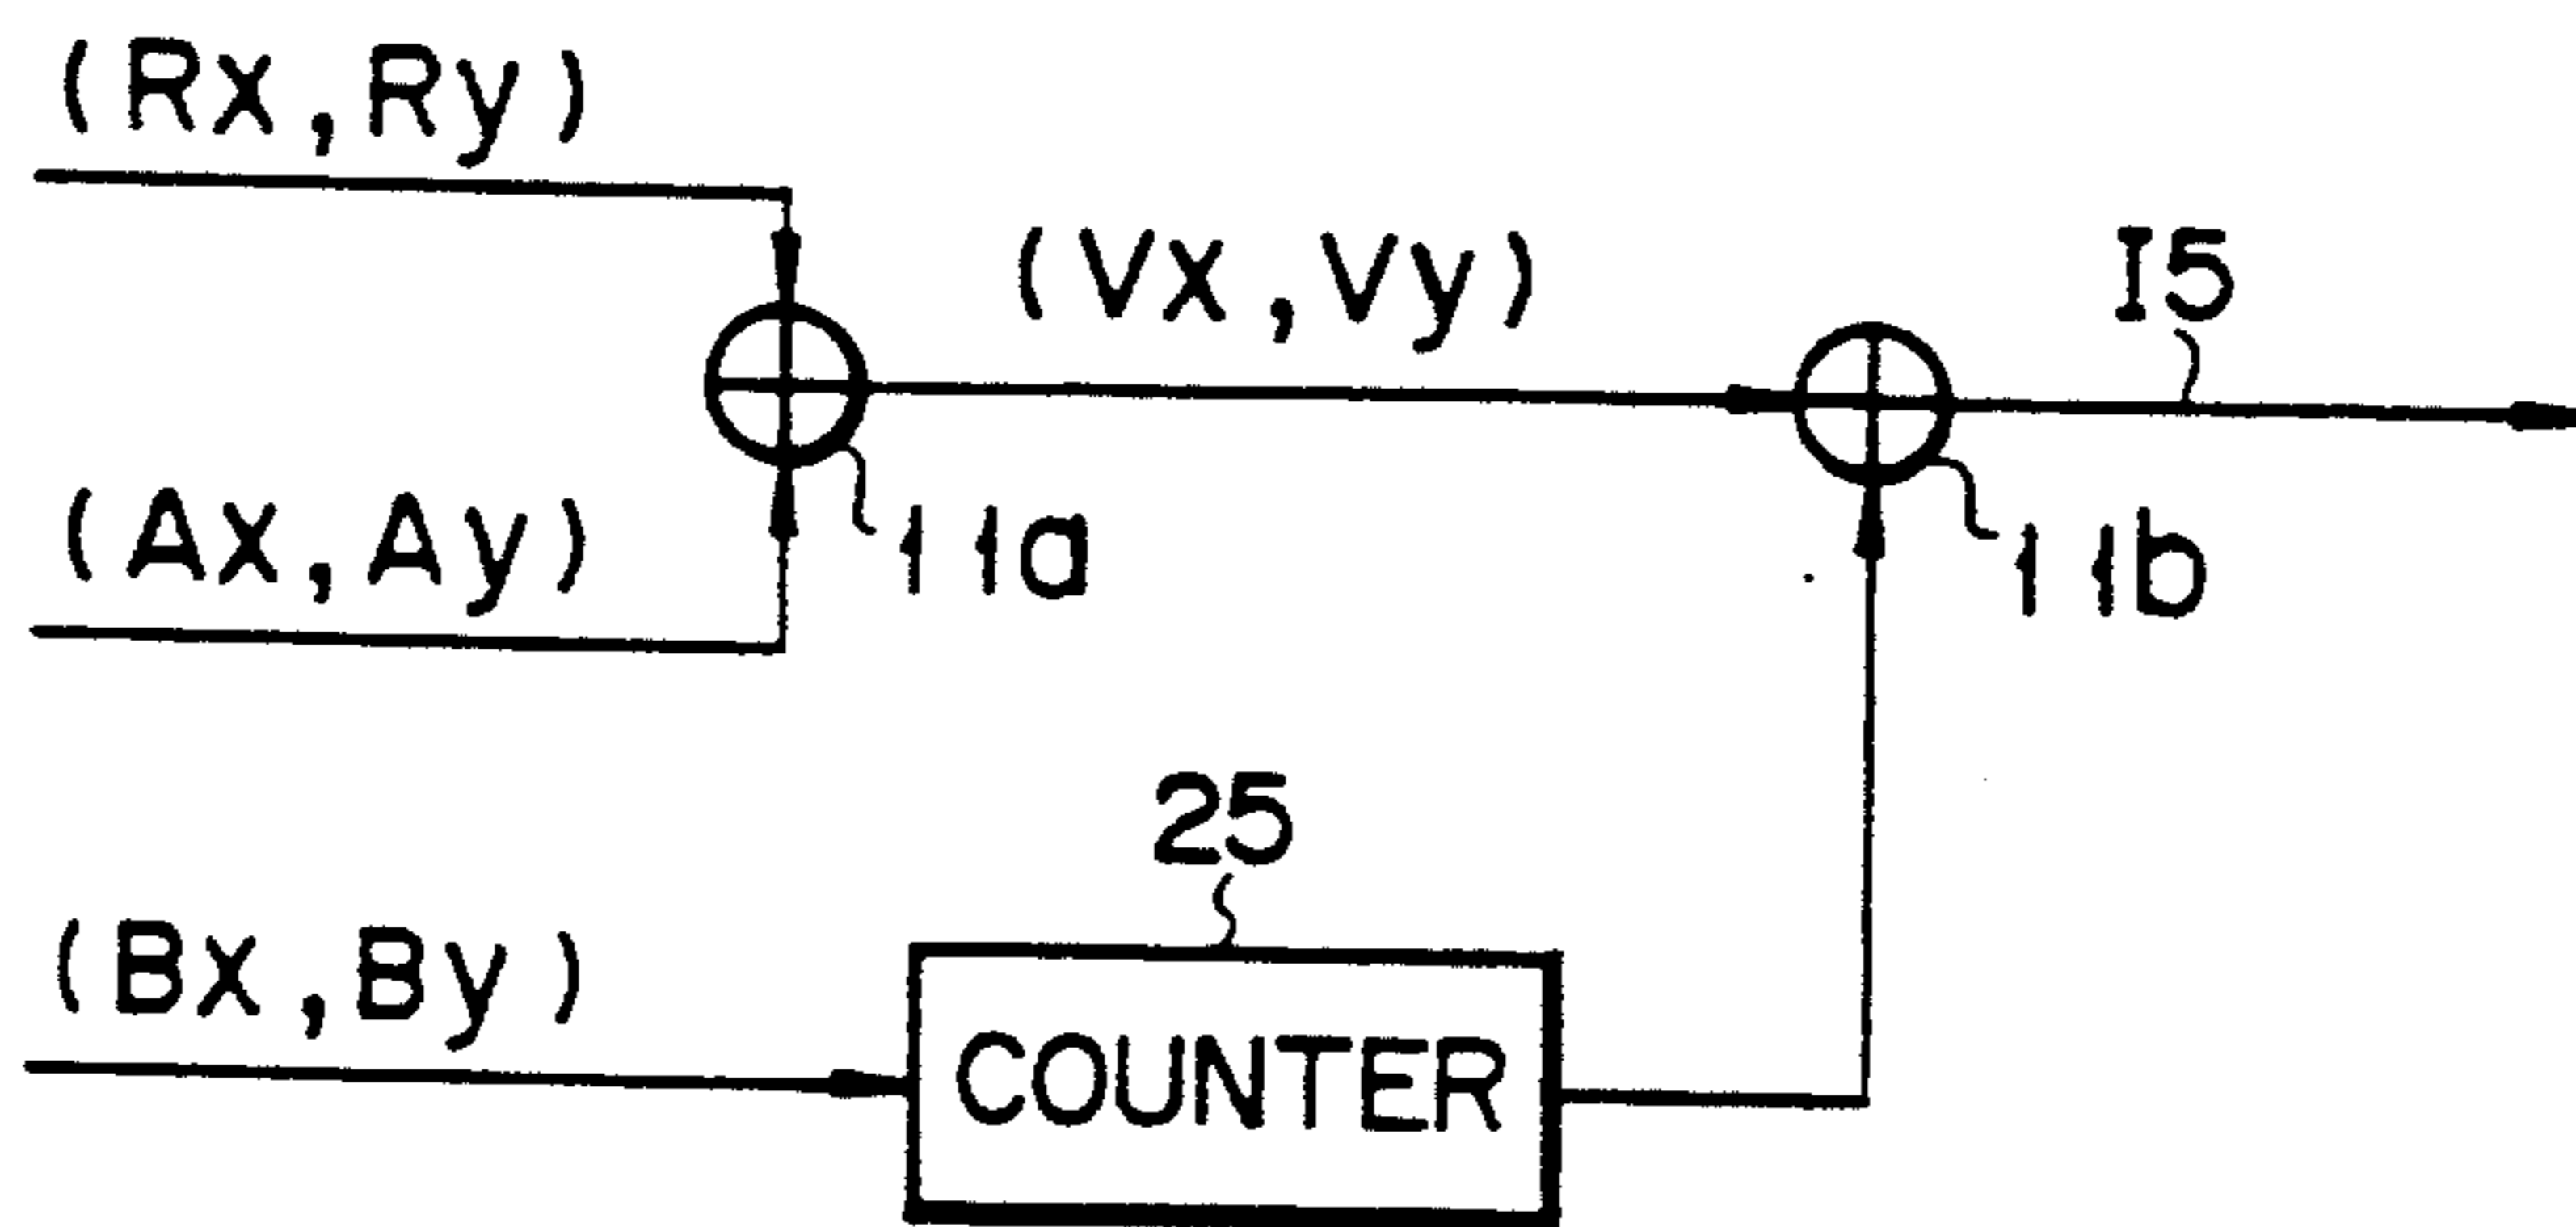 (Rx,Ry)
(Vx,Vy)
I5
(Ax,Ay)
11a
11b
25
(Bx,By)
COUNTER